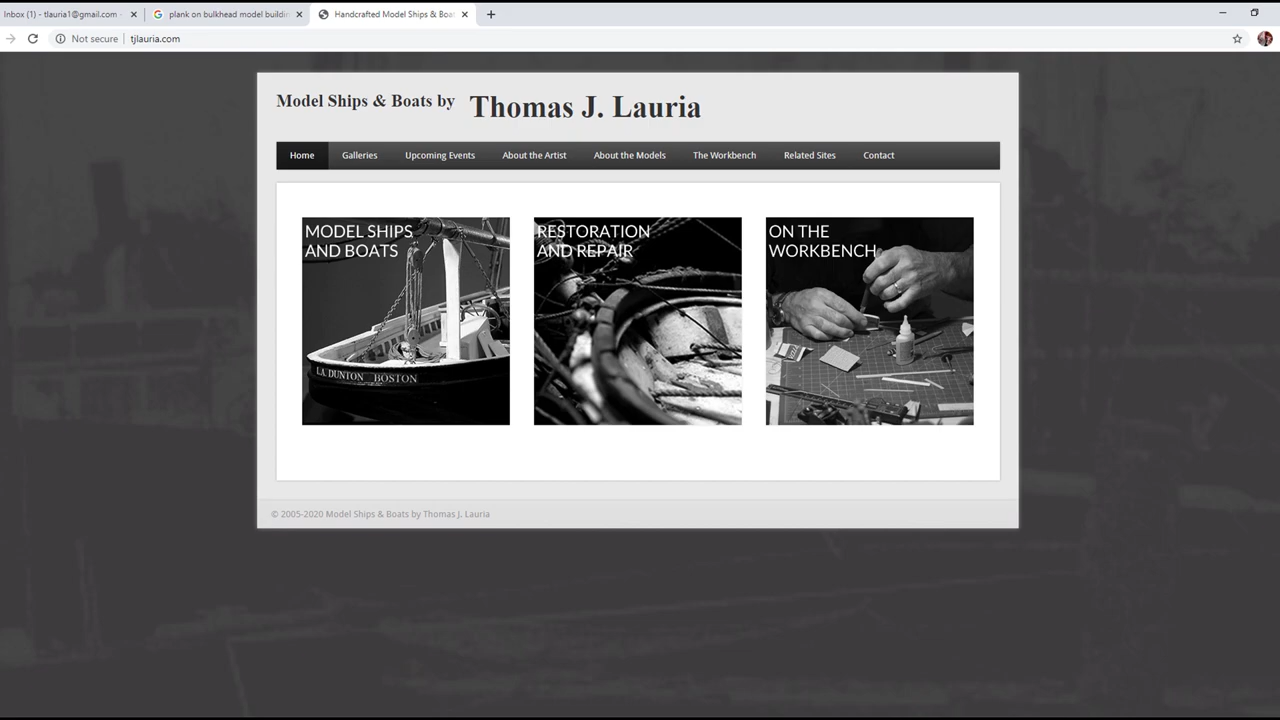 Inbox (1) - tlauria1@gmail.com -
plank on bulkhead model buildin
Handcrafted Model Ships & Boa
Not secure
tjlauria.com
Model Ships & Boats by Thomas J. Lauria
Home Galleries Upcoming Events About the Artist About the Models The Workbench Related Sites Contact
MODEL SHIPS
AND BOATS
L.A. DUNTON BOSTON
RESTORATION
AND REPAIR
ON THE
WORKBENCH
© 2005-2020 Model Ships & Boats by Thomas J. Lauria